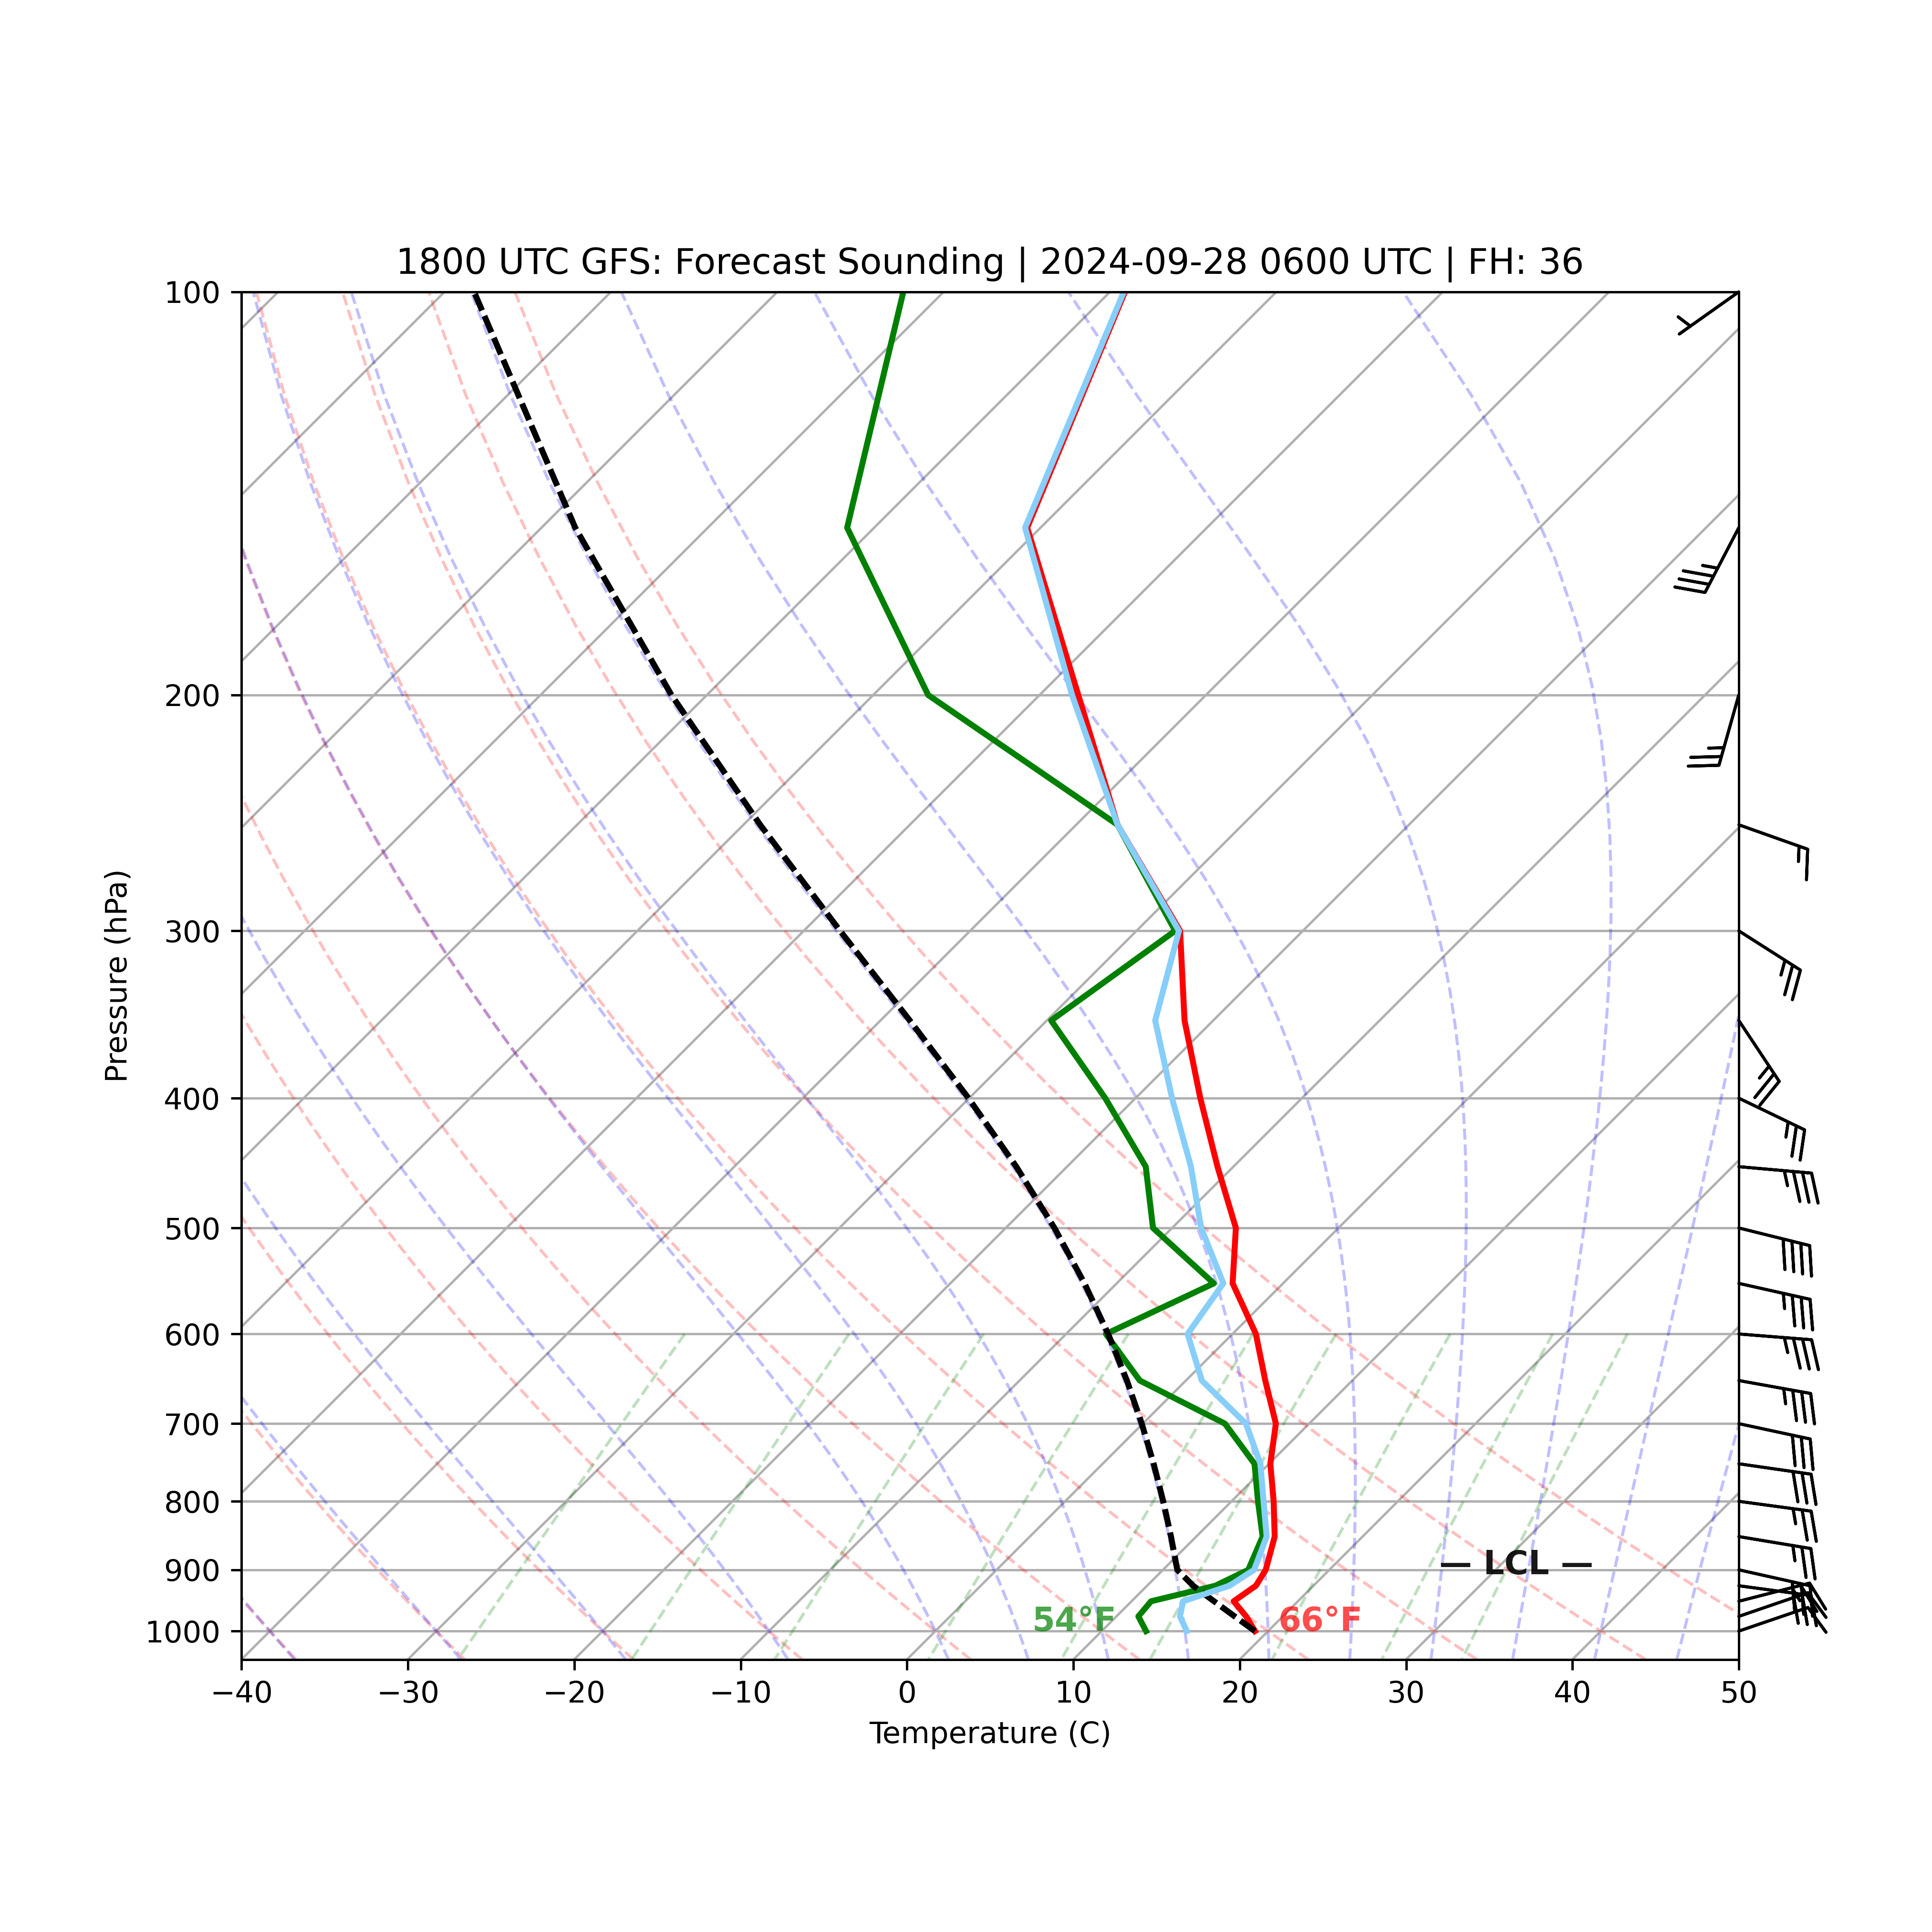 1800 UTC GFS: Forecast Sounding | 2024-09-28 0600 UTC | FH: 36
100
200
300
400
500
600
700
800
900
1000
Pressure (hPa)
— LCL —
54°F
66°F
−40 −30 −20 −10 0 10 20 30 40 50
Temperature (C)